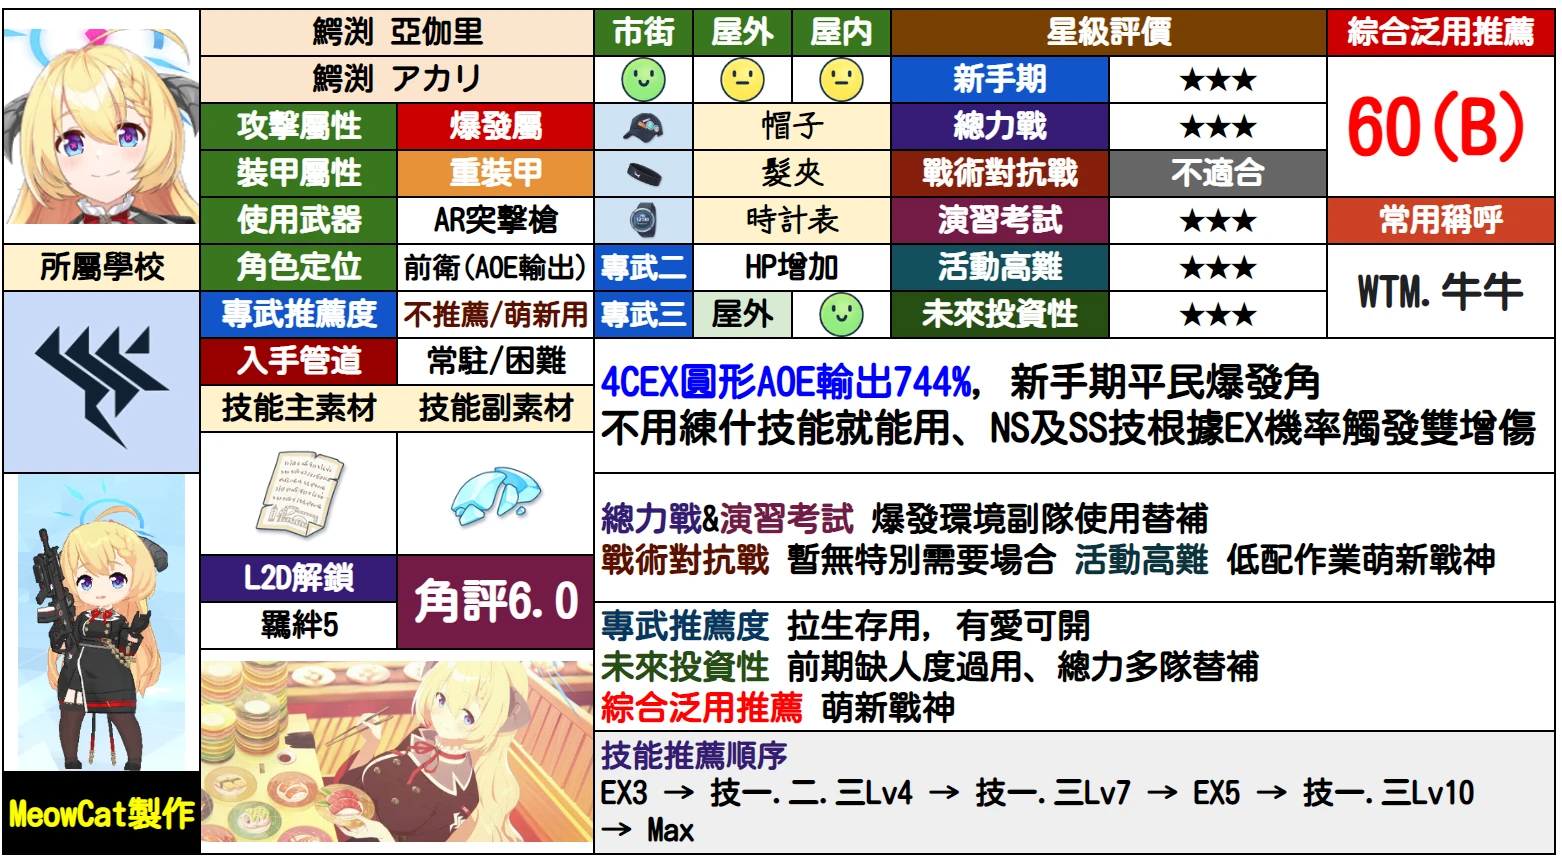 鰐渕 亞伽里
鰐渕 アカリ
攻擊屬性 爆發屬
裝甲屬性 重裝甲
使用武器 AR突擊槍
所屬學校
角色定位 前衛(AOE輸出)
專武推薦度 不推薦/萌新用
入手管道 常駐/困難
技能主素材 技能副素材
L2D解鎖
羈絆5
角評6.0
MeowCat製作
市街 屋外 屋内
帽子
髮夾
時計表
專武二 HP增加
專武三 屋外
星級評價
新手期 ★★★
總力戰 ★★★
戰術對抗戰 不適合
演習考試 ★★★
活動高難 ★★★
未來投資性 ★★★
綜合泛用推薦
60(B)
常用稱呼
WTM.牛牛
4CEX圓形AOE輸出744%, 新手期平民爆發角
不用練什技能就能用、NS及SS技根據EX機率觸發雙增傷
總力戰&演習考試 爆發環境副隊使用替補
戰術對抗戰 暫無特別需要場合 活動高難 低配作業萌新戰神
專武推薦度 拉生存用, 有愛可開
未來投資性 前期缺人度過用、總力多隊替補
綜合泛用推薦 萌新戰神
技能推薦順序
EX3 → 技一.二.三Lv4 → 技一.三Lv7 → EX5 → 技一.三Lv10
→ Max